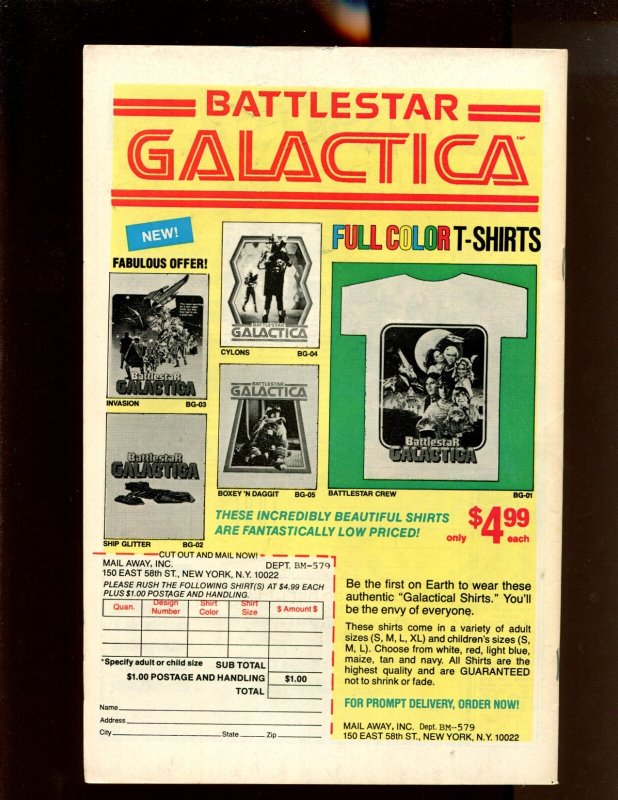 BATTLESTAR
GALACTICA™
NEW!
FABULOUS OFFER!
FULL COLOR T-SHIRTS
BattlestaR
GALACTICA
INVASION BG-03
BATTLESTAR
GALACTICA
CYLONS BG-04
BattlestaR
GALACTICA
SHIP GLITTER BG-02
BATTLESTAR
GALACTICA
BOXEY 'N DAGGIT BG-05
BattlestaR
GALACTICA
BATTLESTAR CREW BG-01
THESE INCREDIBLY BEAUTIFUL SHIRTS
ARE FANTASTICALLY LOW PRICED!
only $4.99 each
CUT OUT AND MAIL NOW!
MAIL AWAY, INC. DEPT. BM-579
150 EAST 58th ST., NEW YORK, N.Y. 10022
PLEASE RUSH THE FOLLOWING SHIRT(S) AT $4.99 EACH
PLUS $1.00 POSTAGE AND HANDLING.
Quan. Design Number Shirt Color Shirt Size $ Amount $
*Specify adult or child size SUB TOTAL
$1.00 POSTAGE AND HANDLING $1.00
TOTAL
Name
Address
City State Zip
Be the first on Earth to wear these
authentic "Galactical Shirts." You'll
be the envy of everyone.
These shirts come in a variety of adult
sizes (S, M, L, XL) and children's sizes (S,
M, L). Choose from white, red, light blue,
maize, tan and navy. All Shirts are the
highest quality and are GUARANTEED
not to shrink or fade.
FOR PROMPT DELIVERY, ORDER NOW!
MAIL AWAY, INC. Dept. BM--579
150 EAST 58th ST., NEW YORK, N.Y. 10022